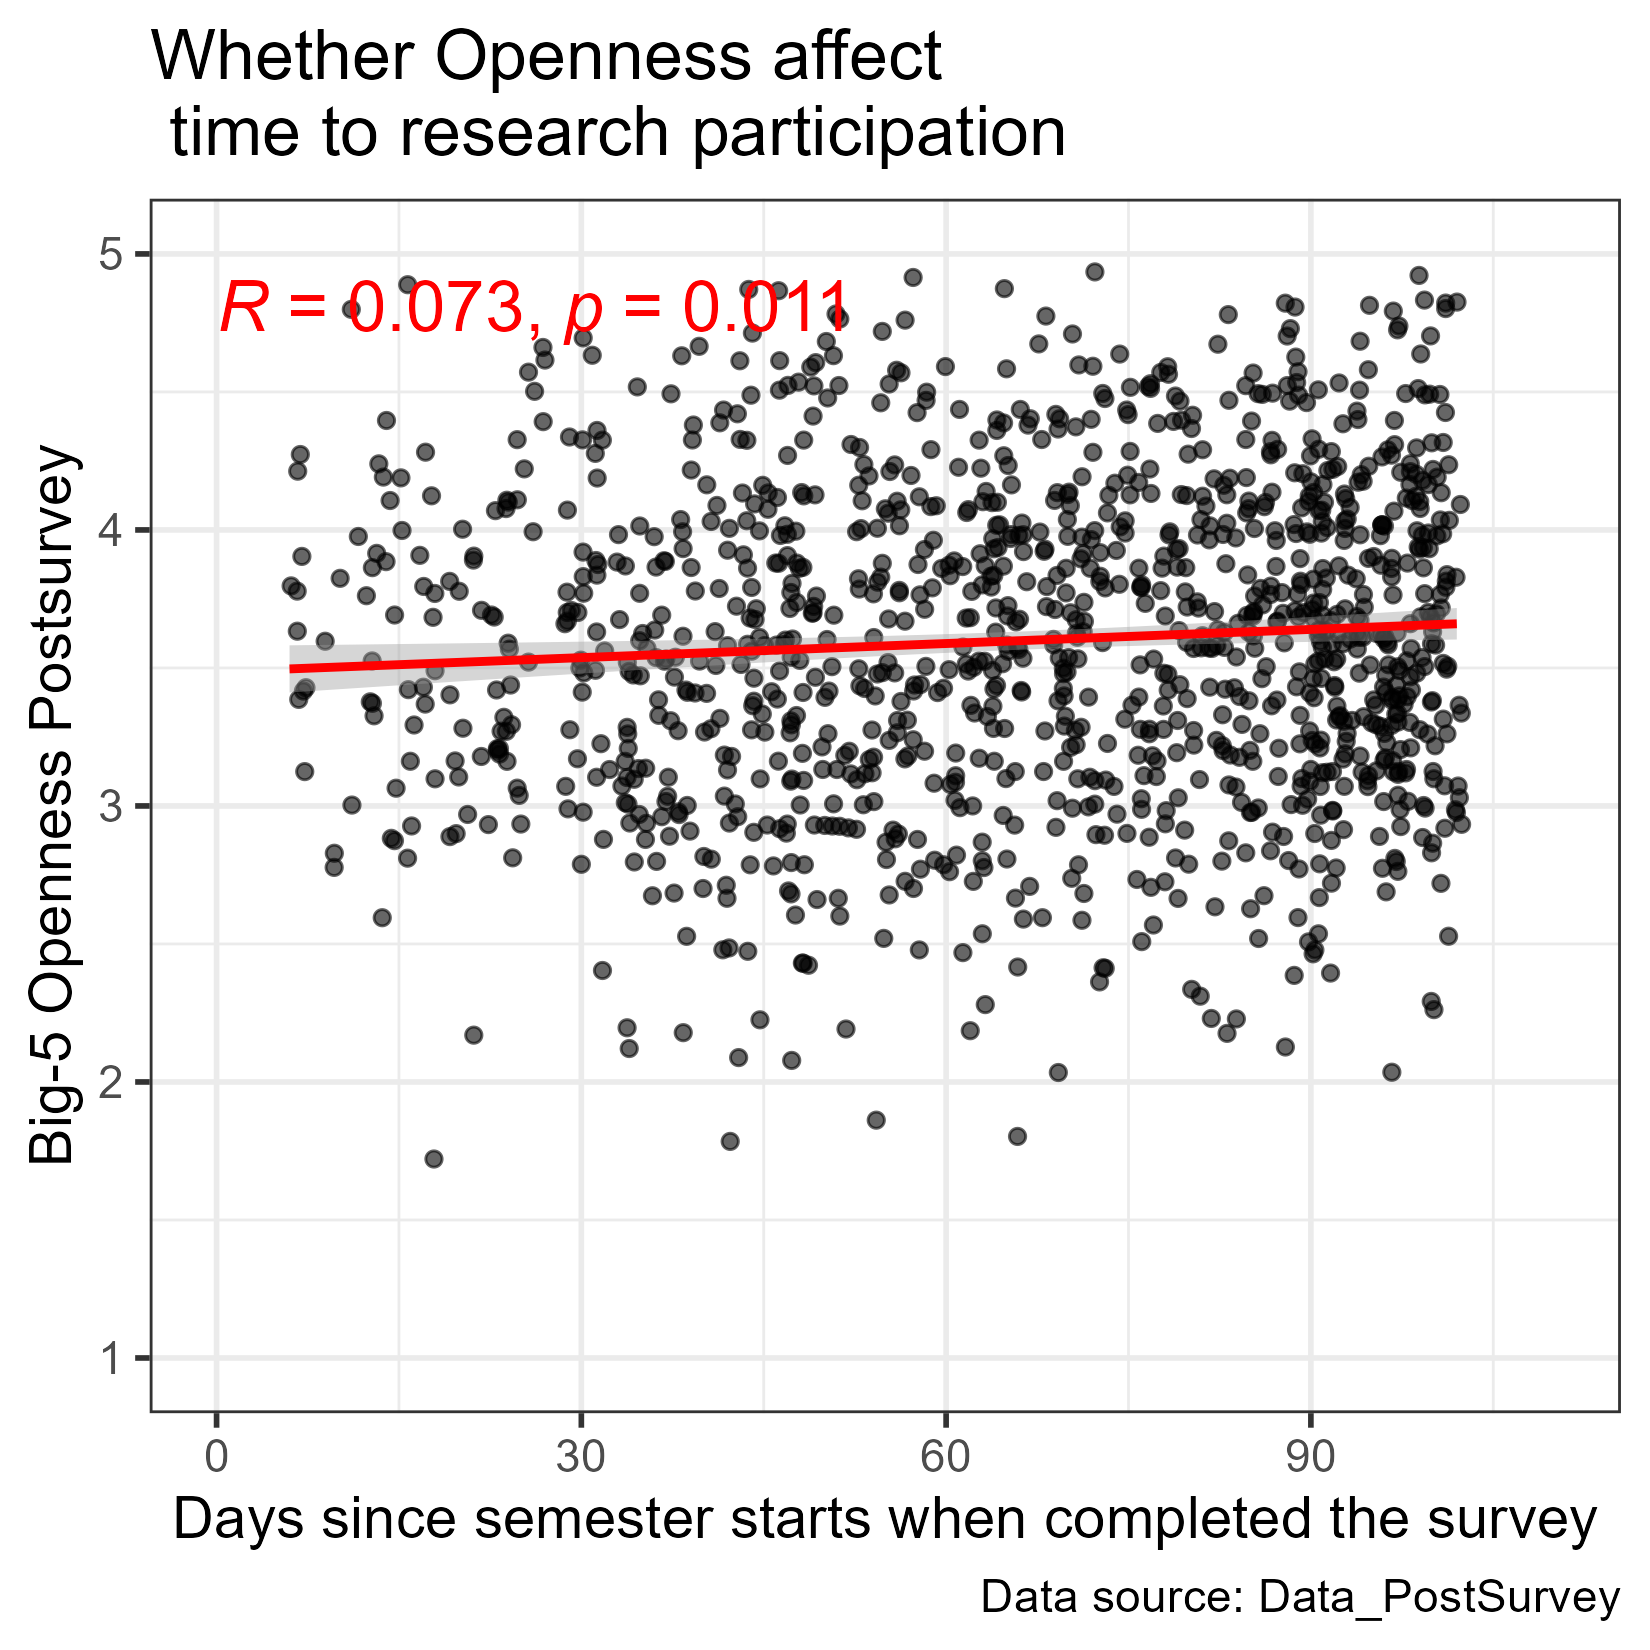 Whether Openness affect
time to research participation
R = 0.073, p = 0.011
5
4
3
2
1
Big-5 Openness Postsurvey
0 30 60 90
Days since semester starts when completed the survey
Data source: Data_PostSurvey